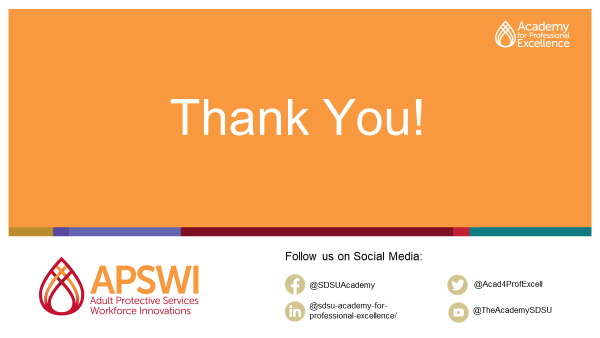 Academy
for Professional
Excellence
Thank You!
APSWI
Adult Protective Services
Workforce Innovations
Follow us on Social Media:
@SDSUAcademy
@Acad4ProfExcell
@sdsu-academy-for-
professional-excellence/
@TheAcademySDSU